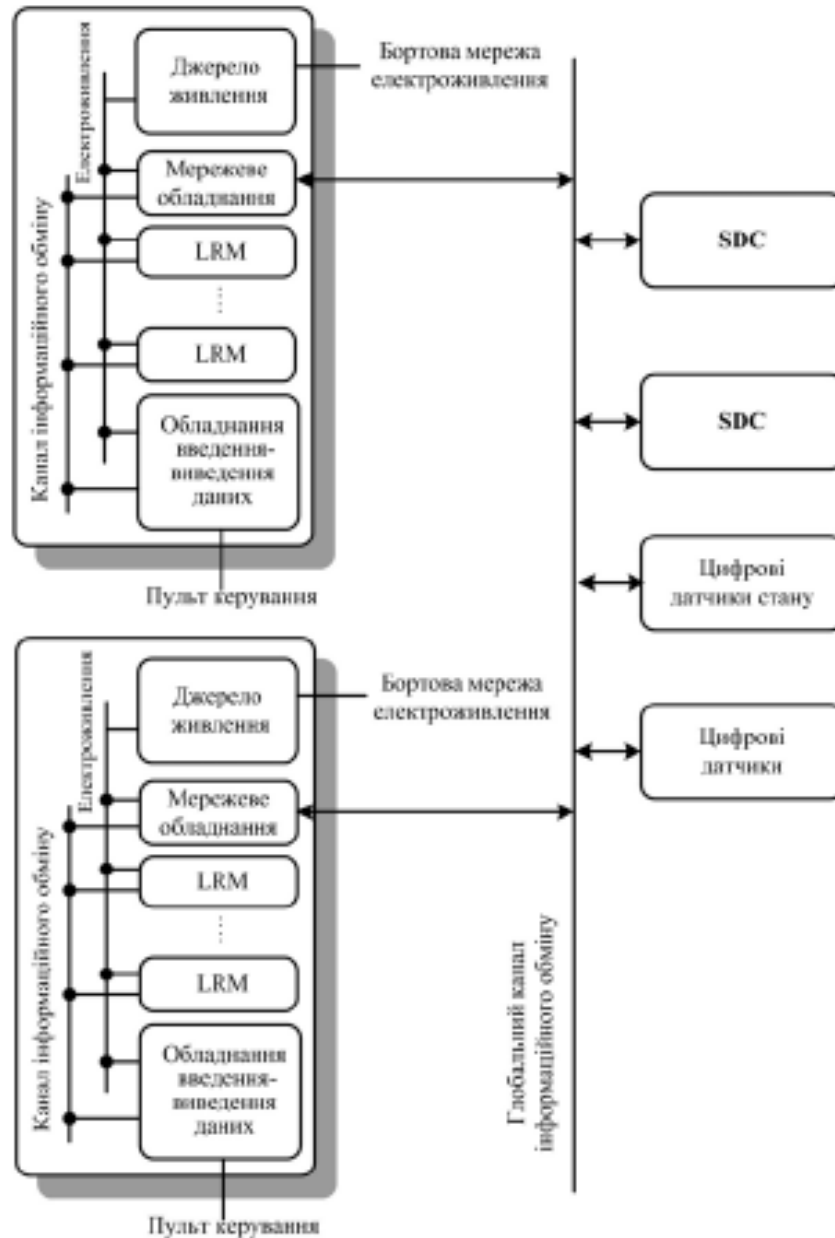 Електроживлення
Канал інформаційного обміну
Джерело
живлення
Бортова мережа
електроживлення
Мережеве
обладнання
LRM
LRM
Обладнання
введення-
виведення
даних
Пульт керування
SDC
SDC
Цифрові
датчики стану
Цифрові
датчики
Електроживлення
Канал інформаційного обміну
Джерело
живлення
Бортова мережа
електроживлення
Мережеве
обладнання
LRM
LRM
Обладнання
введення-
виведення
даних
Пульт керування
Глобальний канал
інформаційного обміну